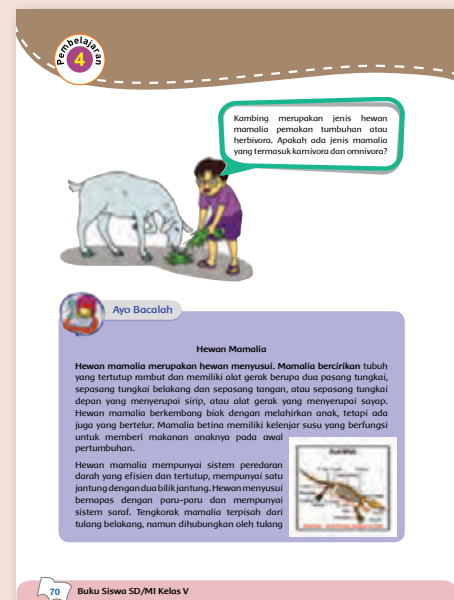 Pembelajaran
4
Kambing merupakan jenis hewan
mamalia pemakan tumbuhan atau
herbivora. Apakah ada jenis mamalia
yang termasuk karnivora dan omnivora?
Ayo Bacalah
Hewan Mamalia
Hewan mamalia merupakan hewan menyusui. Mamalia bercirikan tubuh
yang tertutup rambut dan memiliki alat gerak berupa dua pasang tungkai,
sepasang tungkai belakang dan sepasang tangan, atau sepasang tungkai
depan yang menyerupai sirip, atau alat gerak yang menyerupai sayap.
Hewan mamalia berkembang biak dengan melahirkan anak, tetapi ada
juga yang bertelur. Mamalia betina memiliki kelenjar susu yang berfungsi
untuk memberi makanan anaknya pada awal
pertumbuhan.
Hewan mamalia mempunyai sistem peredaran
darah yang efisien dan tertutup, mempunyai satu
jantung dengan dua bilik jantung. Hewan menyusui
bernapas dengan paru-paru dan mempunyai
sistem saraf. Tengkorak mamalia terpisah dari
tulang belakang, namun dihubungkan oleh tulang
70
Buku Siswa SD/MI Kelas V